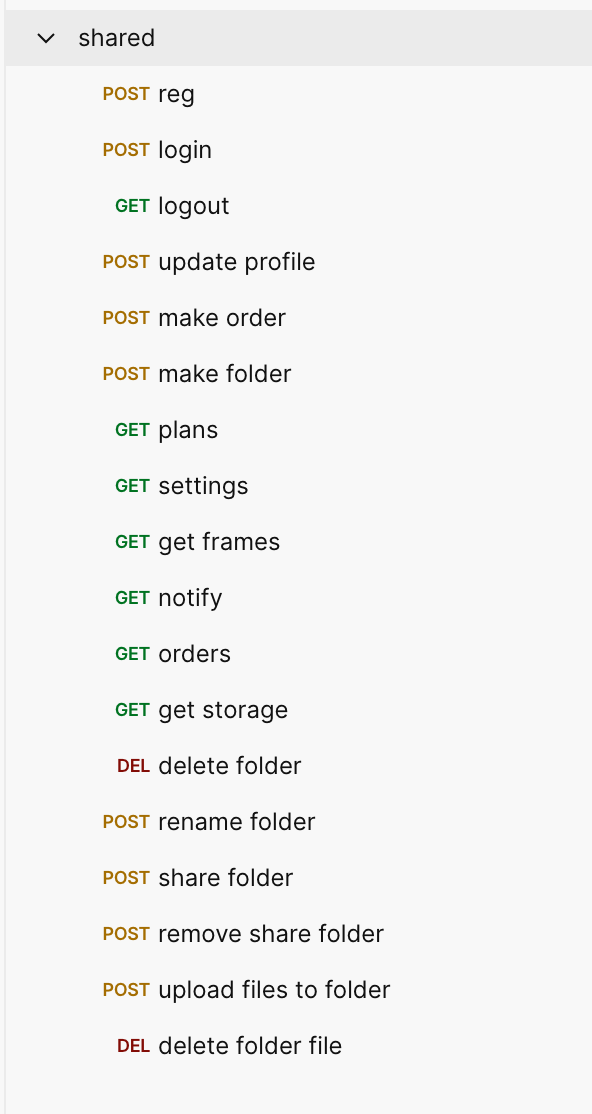 shared
POST reg
POST login
GET logout
POST update profile
POST make order
POST make folder
GET plans
GET settings
GET get frames
GET notify
GET orders
GET get storage
DEL delete folder
POST rename folder
POST share folder
POST remove share folder
POST upload files to folder
DEL delete folder file